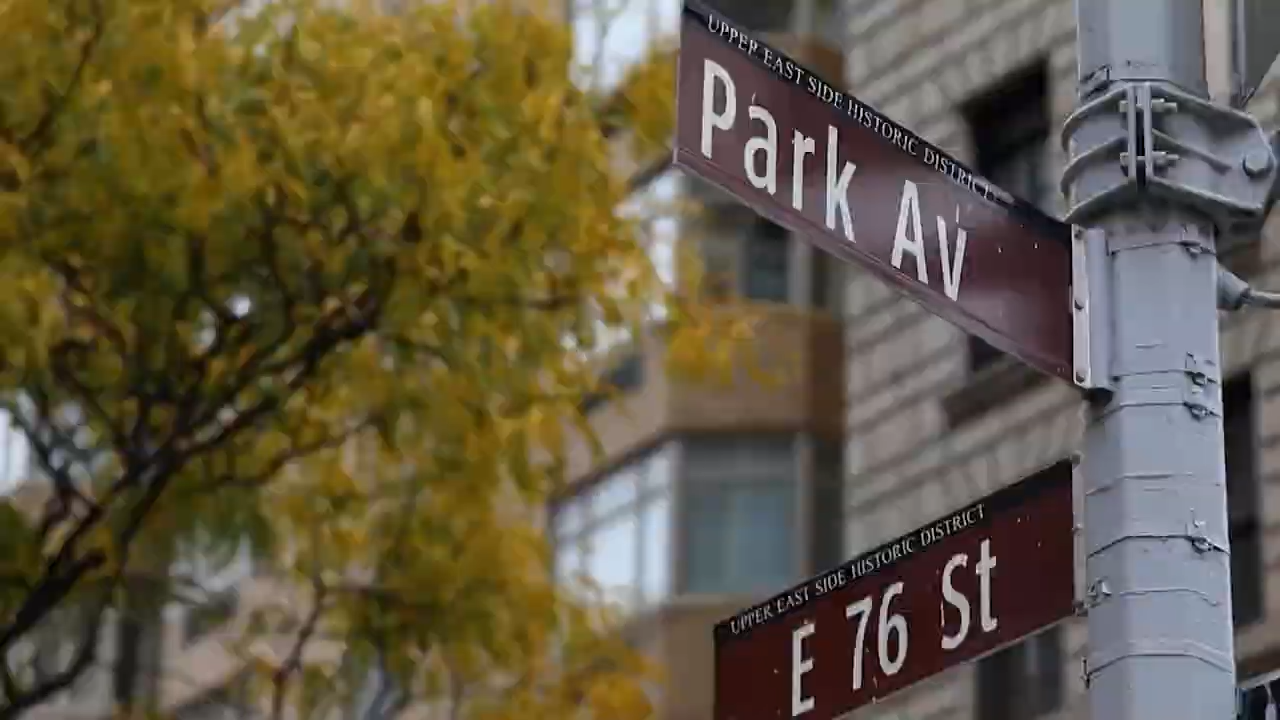 UPPER EAST SIDE HISTORIC DISTRICT
Park Av
UPPER EAST SIDE HISTORIC DISTRICT
E 76 St